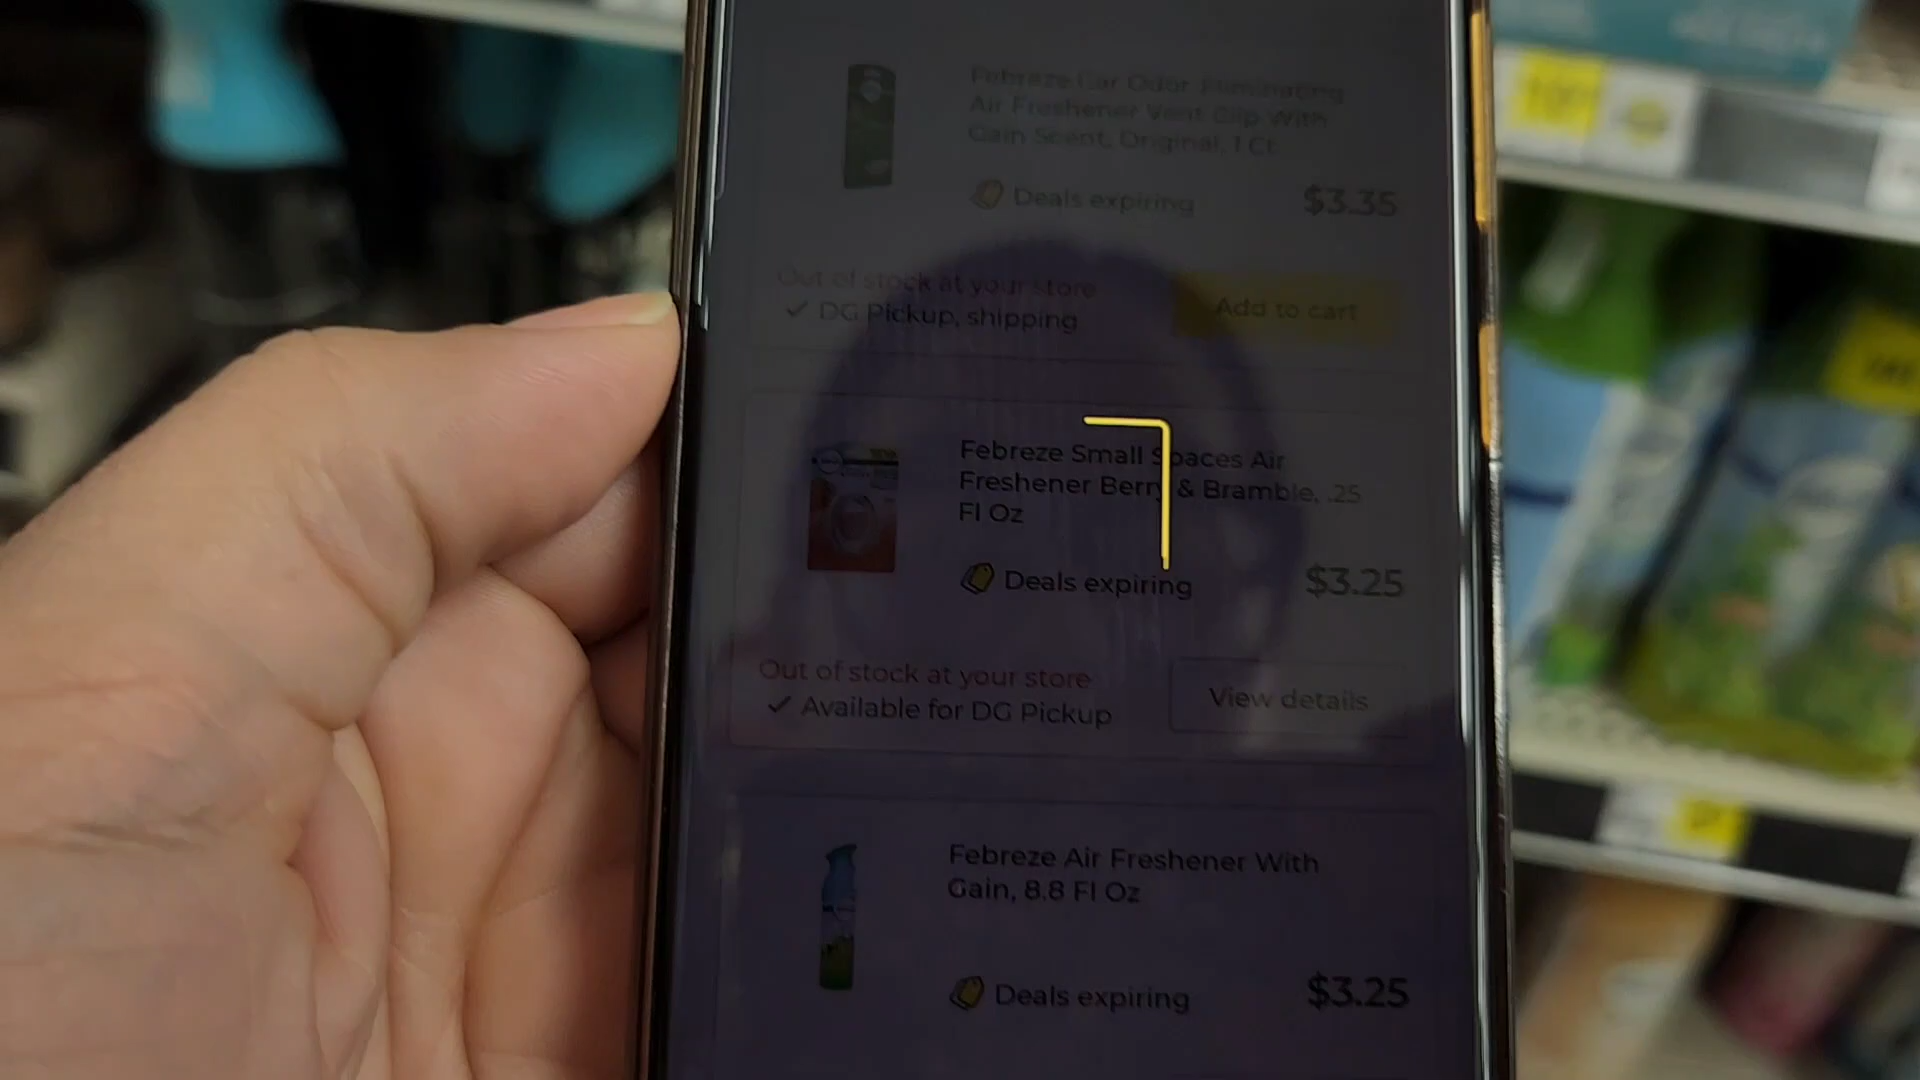 Febreze Car Odor Eliminating
Air Freshener Vent Clip With
Gain Scent, Original, 1 Ct
Deals expiring
$3.35
Out of stock at your store
DG Pickup, shipping
Add to cart
Febreze Small Spaces Air
Freshener Berry & Bramble, .25
Fl Oz
Deals expiring
$3.25
Out of stock at your store
Available for DG Pickup
View details
Febreze Air Freshener With
Gain, 8.8 Fl Oz
Deals expiring
$3.25